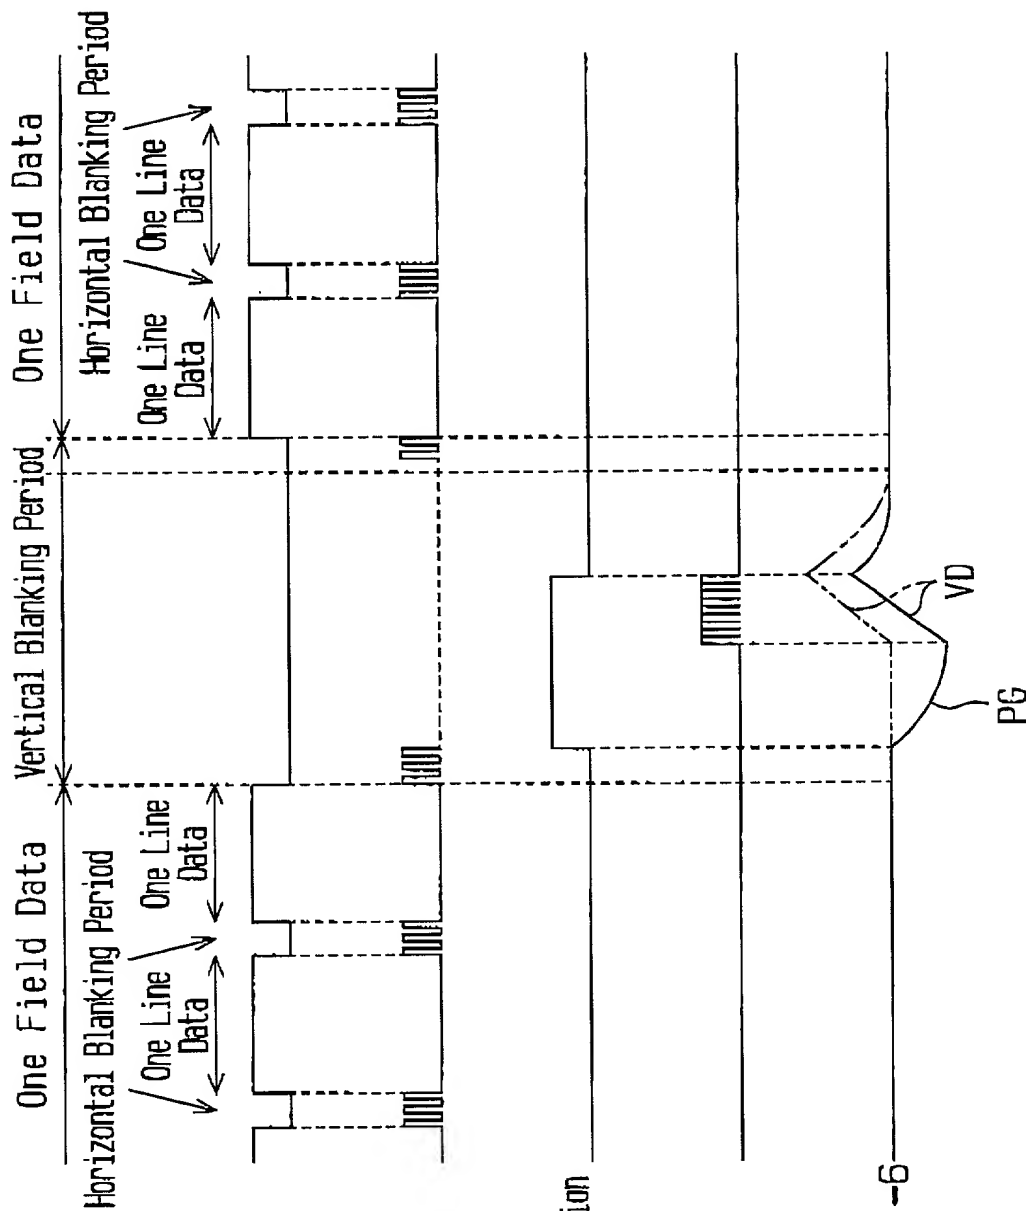 One Field Data
Vertical Blanking Period
One Field Data
Horizontal Blanking Period
Horizontal Blanking Period
One Line
Data
One Line
Data
One Line
Data
One Line
Data
ion
PG
VD